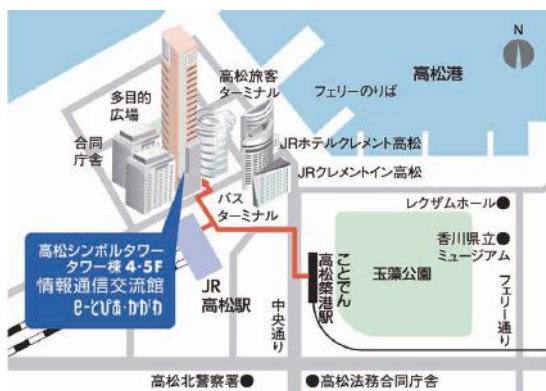 N
高松港
フェリーのりば
高松旅客
ターミナル
多目的
広場
合同
庁舎
JRホテルクレメント高松
JRクレメントイン高松
バス
ターミナル
レクザムホール
香川県立
ミュージアム
玉藻公園
ことでん
高松築港駅
中央通り
フェリー通り
JR
高松駅
高松シンボルタワー
タワー棟4・5F
情報通信交流館
e-とぴあ・かがわ
高松北警察署
高松法務合同庁舎